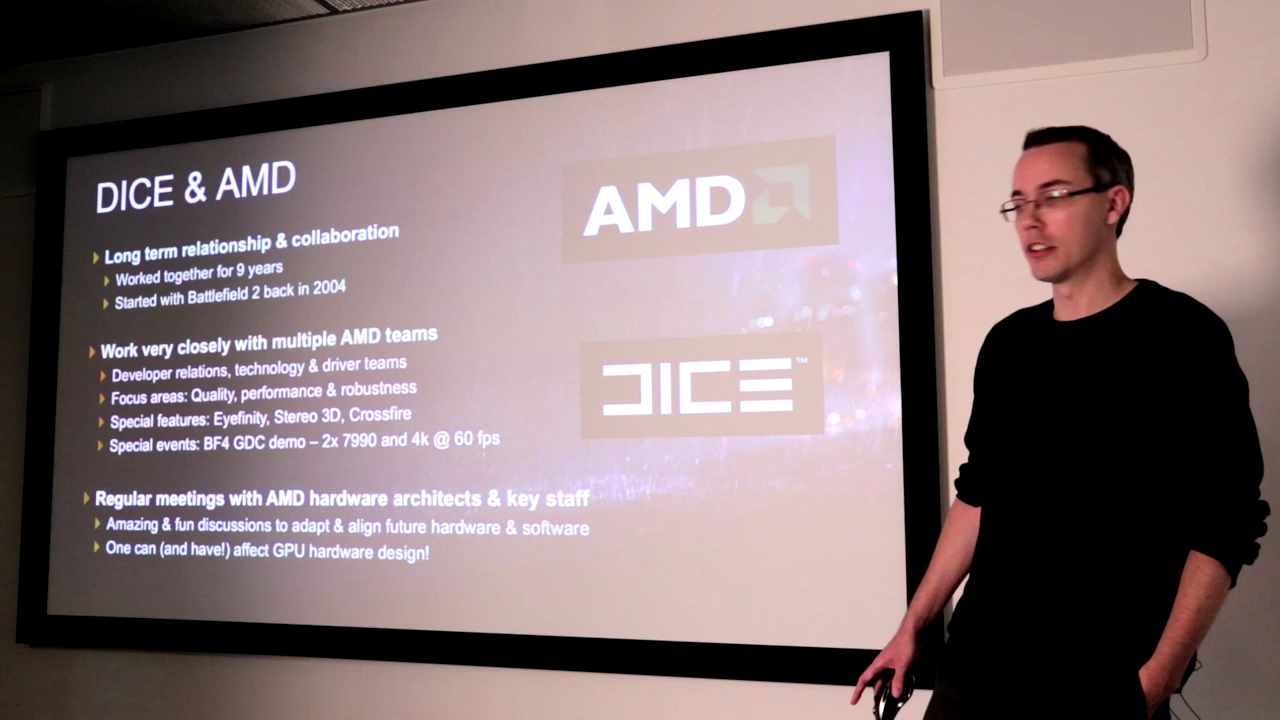 DICE & AMD
Long term relationship & collaboration
Worked together for 9 years
Started with Battlefield 2 back in 2004
Work very closely with multiple AMD teams
Developer relations, technology & driver teams
Focus areas: Quality, performance & robustness
Special features: Eyefinity, Stereo 3D, Crossfire
Special events: BF4 GDC demo – 2x 7990 and 4k @ 60 fps
Regular meetings with AMD hardware architects & key staff
Amazing & fun discussions to adapt & align future hardware & software
One can (and have!) affect GPU hardware design!
AMD
DICE™